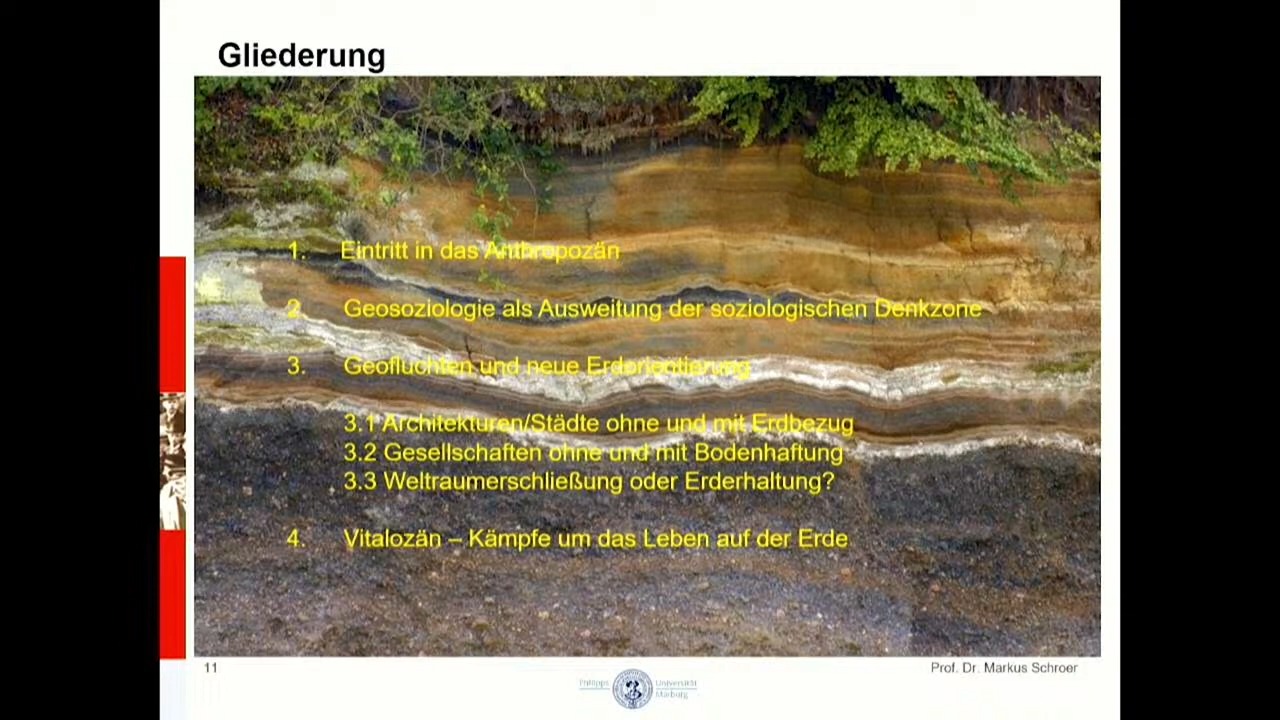 Gliederung
1. Eintritt in das Anthropozän
2. Geosoziologie als Ausweitung der soziologischen Denkzone
3. Geofluchten und neue Erdorientierung
3.1 Architekturen/Städte ohne und mit Erdbezug
3.2 Gesellschaften ohne und mit Bodenhaftung
3.3 Weltraumerschließung oder Erderhaltung?
4. Vitalozän – Kämpfe um das Leben auf der Erde
11
Prof. Dr. Markus Schroer
Philipps Universität
Marburg